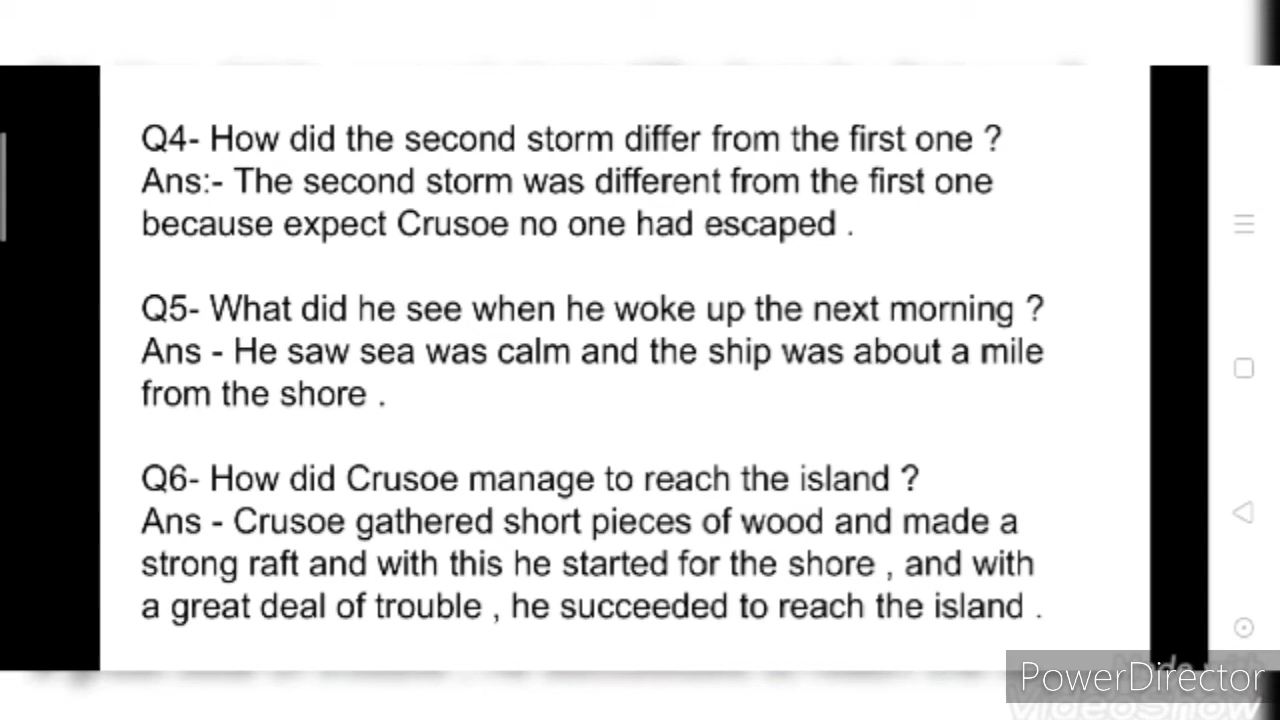 Q4- How did the second storm differ from the first one ?
Ans:- The second storm was different from the first one
because expect Crusoe no one had escaped .
Q5- What did he see when he woke up the next morning ?
Ans - He saw sea was calm and the ship was about a mile
from the shore .
Q6- How did Crusoe manage to reach the island ?
Ans - Crusoe gathered short pieces of wood and made a
strong raft and with this he started for the shore , and with
a great deal of trouble , he succeeded to reach the island .
PowerDirector
VideoShow